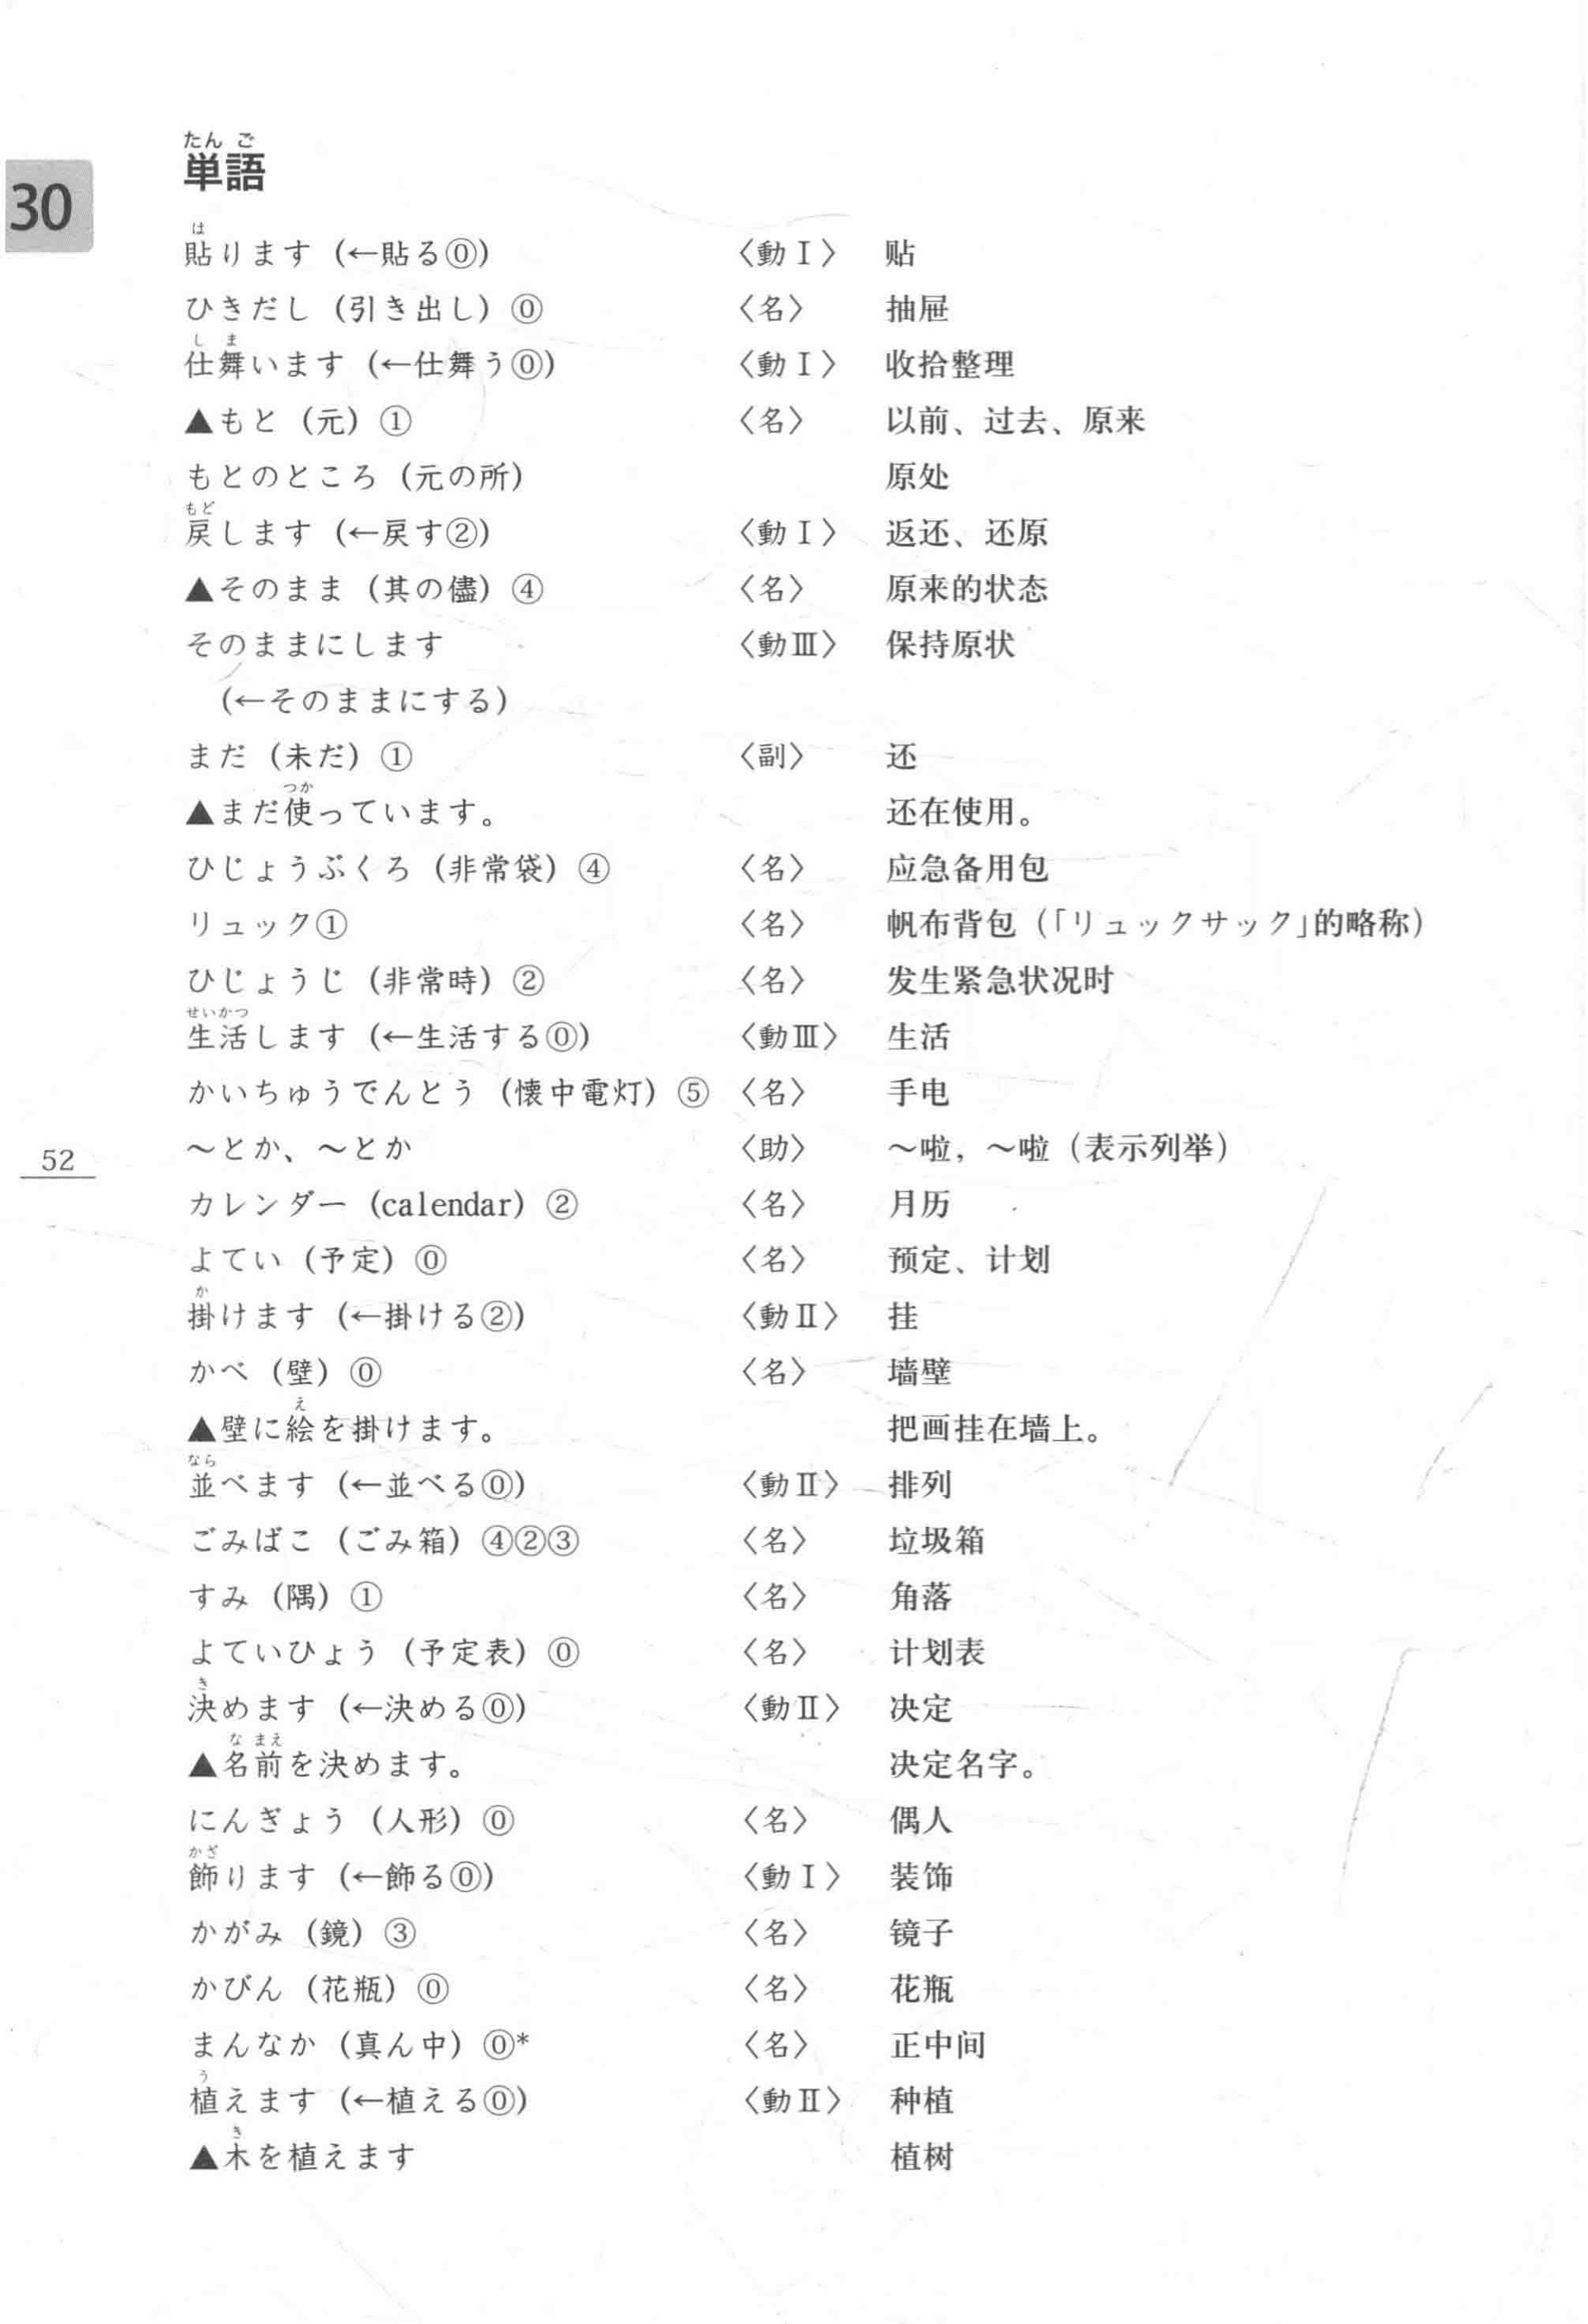 たんご
単語
30
は
貼ります（←貼る⓪） 〈動Ⅰ〉 贴
ひきだし（引き出し）⓪ 〈名〉 抽屉
しま
仕舞います（←仕舞う⓪） 〈動Ⅰ〉 收拾整理
▲もと（元）① 〈名〉 以前、过去、原来
もとのところ（元の所） 原处
もど
戻します（←戻す②） 〈動Ⅰ〉 返还、还原
▲そのまま（其の儘）④ 〈名〉 原来的状态
そのままにします 〈動Ⅲ〉 保持原状
（←そのままにする）
まだ（未だ）① 〈副〉 还
つか
▲まだ使っています。 还在使用。
ひじょうぶくろ（非常袋）④ 〈名〉 应急备用包
リュック① 〈名〉 帆布背包（「リュックサック」的略称）
ひじょうじ（非常時）② 〈名〉 发生紧急状况时
せいかつ
生活します（←生活する⓪） 〈動Ⅲ〉 生活
かいちゅうでんとう（懐中電灯）⑤ 〈名〉 手电
～とか、～とか 〈助〉 ～啦，～啦（表示列举）
52
カレンダー（calendar）② 〈名〉 月历
よてい（予定）⓪ 〈名〉 预定、计划
か
掛けます（←掛ける②） 〈動Ⅱ〉 挂
かべ（壁）⓪ 〈名〉 墙壁
え
▲壁に絵を掛けます。 把画挂在墙上。
なら
並べます（←並べる⓪） 〈動Ⅱ〉 排列
ごみばこ（ごみ箱）④②③ 〈名〉 垃圾箱
すみ（隅）① 〈名〉 角落
よていひょう（予定表）⓪ 〈名〉 计划表
き
決めます（←決める⓪） 〈動Ⅱ〉 决定
なまえ
▲名前を決めます。 决定名字。
にんぎょう（人形）⓪ 〈名〉 偶人
かざ
飾ります（←飾る⓪） 〈動Ⅰ〉 装饰
かがみ（鏡）③ 〈名〉 镜子
かびん（花瓶）⓪ 〈名〉 花瓶
まんなか（真ん中）⓪* 〈名〉 正中间
う
植えます（←植える⓪） 〈動Ⅱ〉 种植
き
▲木を植えます 植树